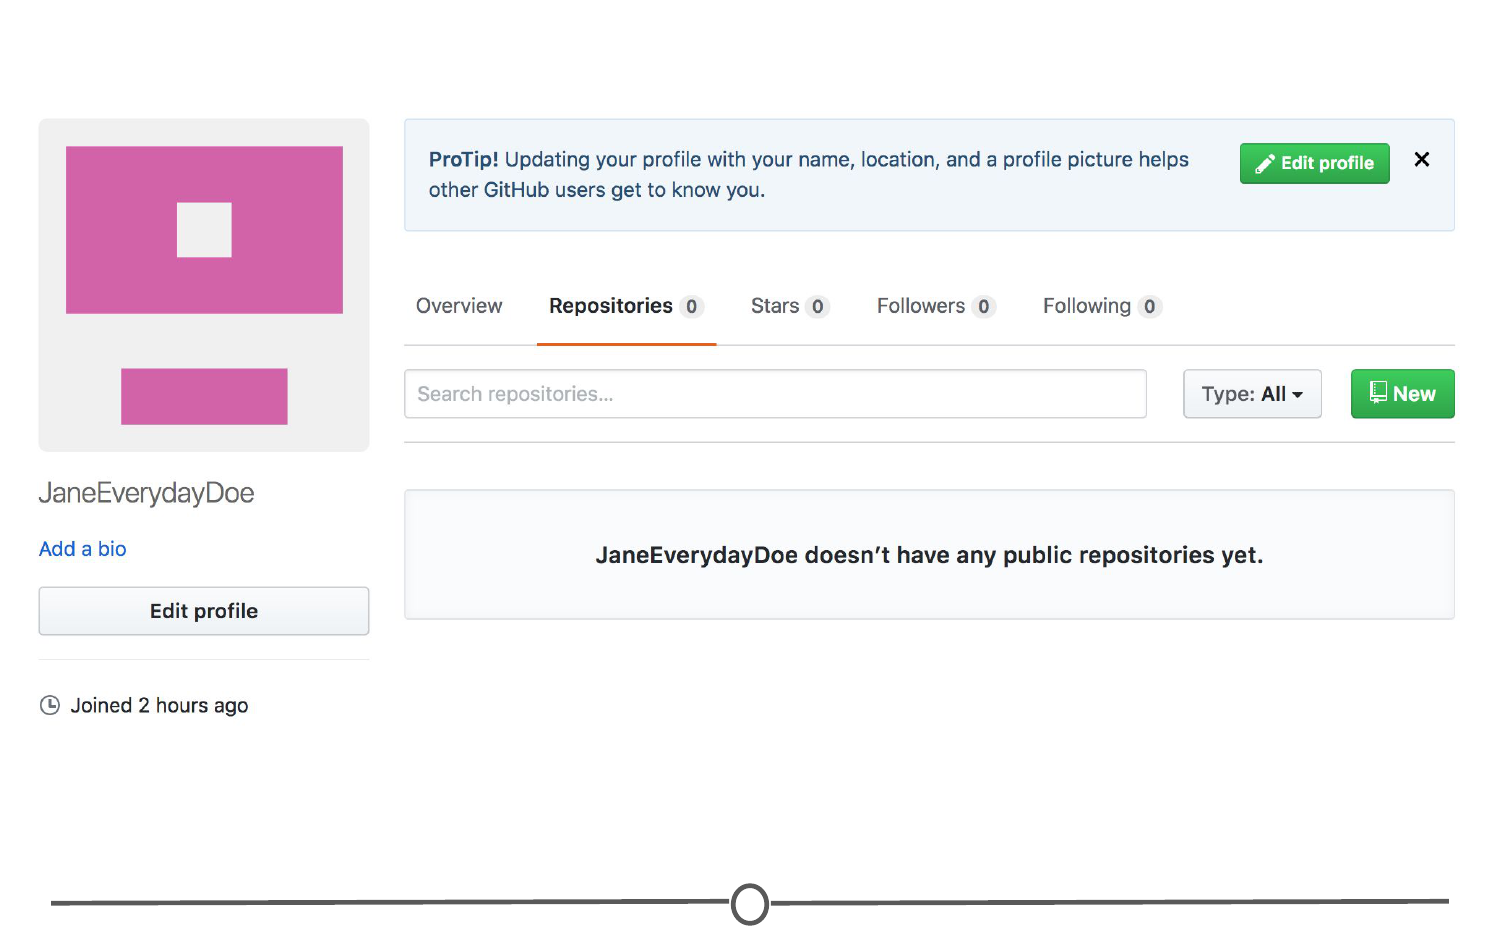 ProTip! Updating your profile with your name, location, and a profile picture helps
other GitHub users get to know you.
Edit profile
Overview Repositories 0 Stars 0 Followers 0 Following 0
Search repositories...
Type: All
New
JaneEverydayDoe doesn't have any public repositories yet.
JaneEverydayDoe
Add a bio
Edit profile
Joined 2 hours ago